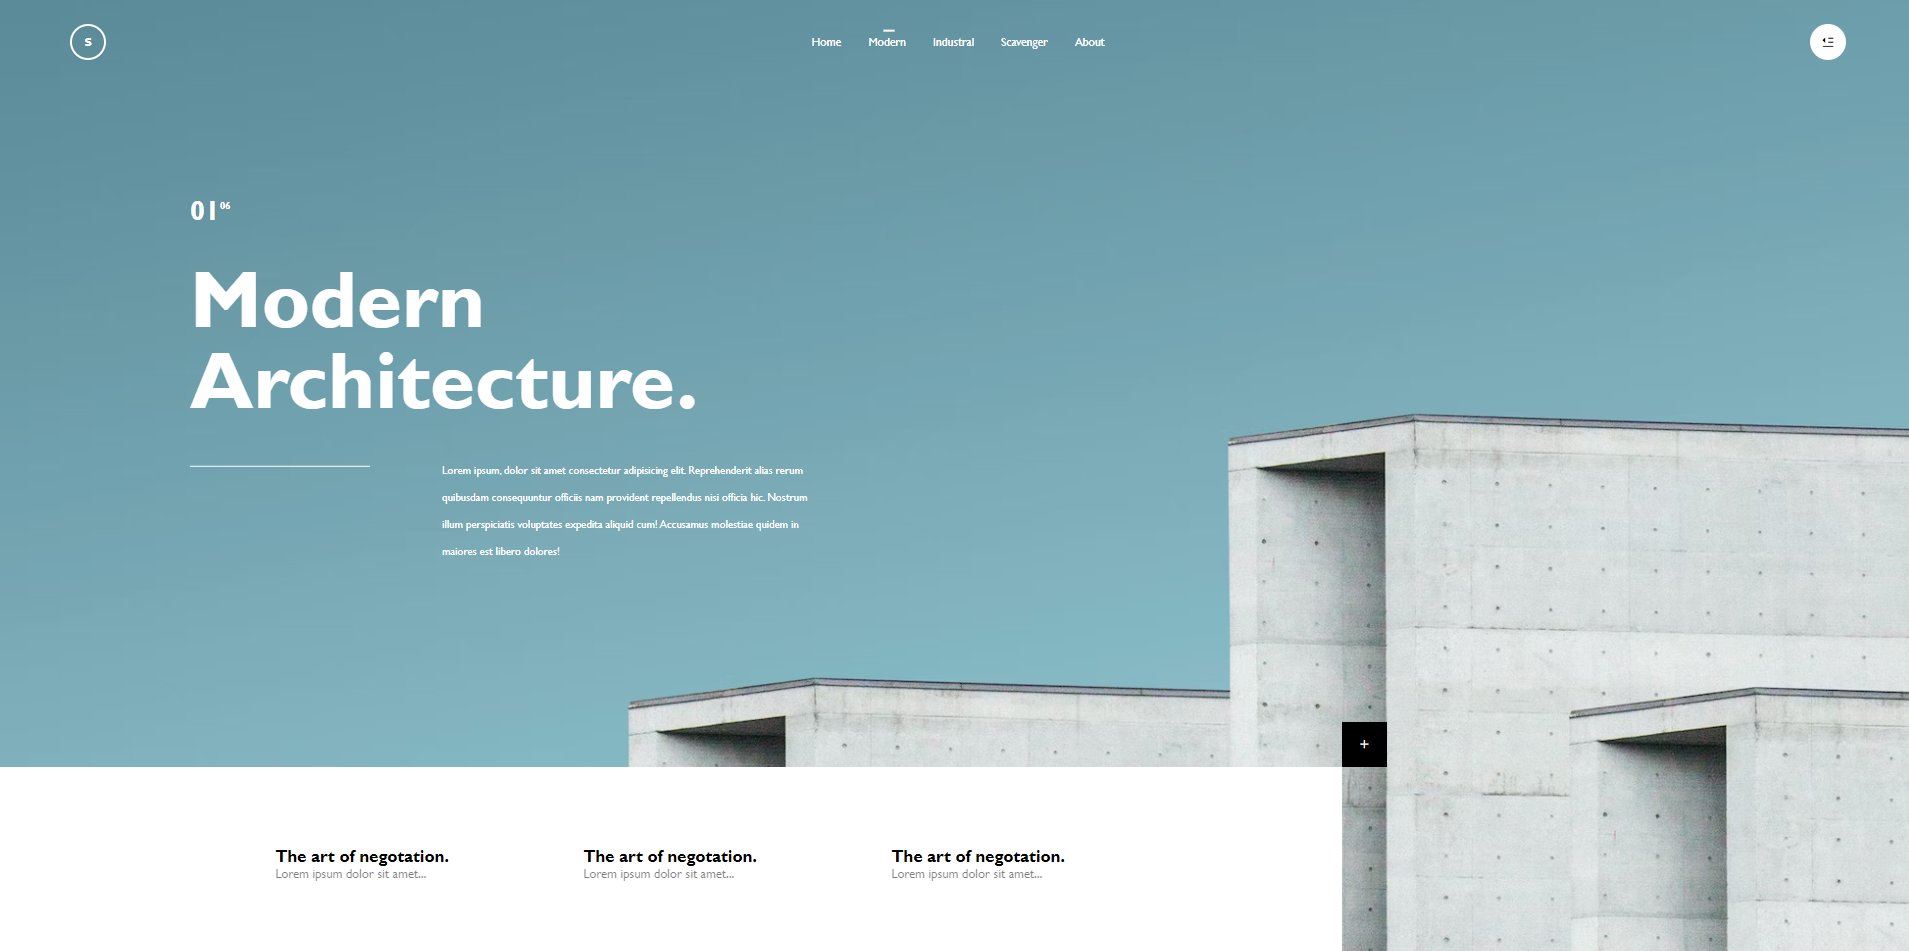 S
Home Modern Industral Scavenger About
01 06
Modern
Architecture.
Lorem ipsum, dolor sit amet consectetur adipisicing elit. Reprehenderit alias rerum
quibusdam consequuntur officiis nam provident repellendus nisi officia hic. Nostrum
illum perspiciatis voluptates expedita aliquid cum! Accusamus molestiae quidem in
maiores est libero dolores!
+
The art of negotation. The art of negotation. The art of negotation.
Lorem ipsum dolor sit amet... Lorem ipsum dolor sit amet... Lorem ipsum dolor sit amet...